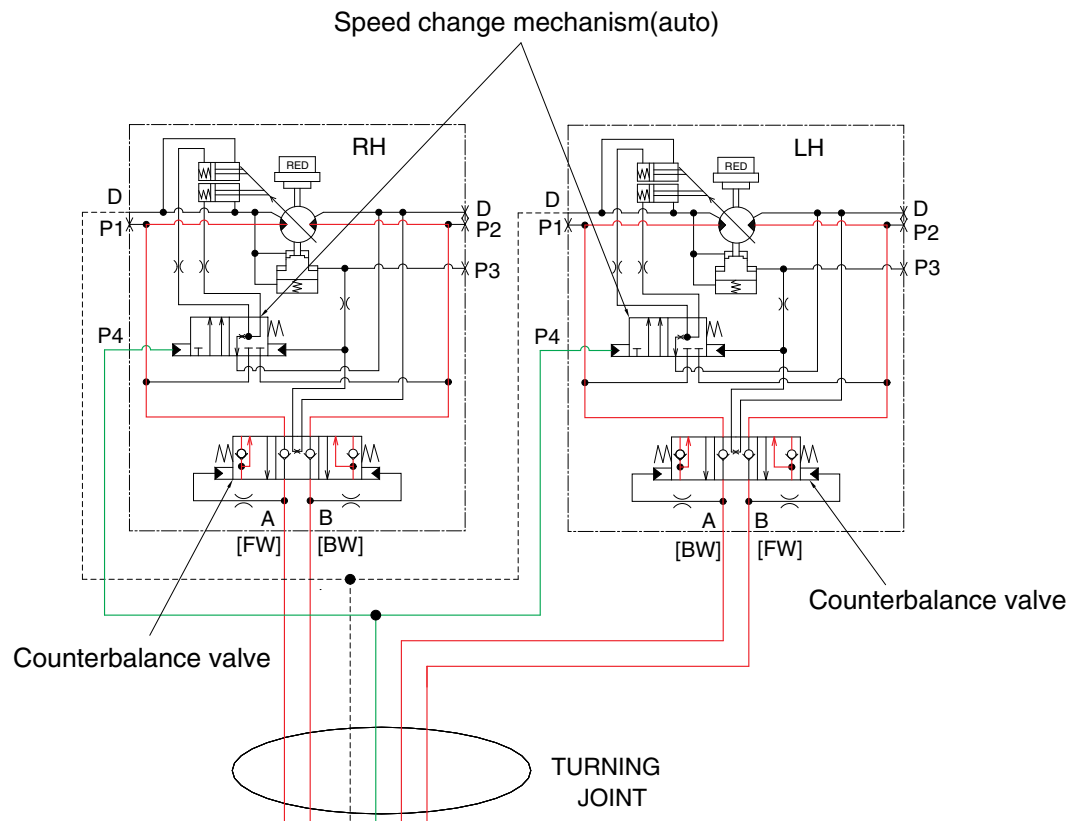 Speed change mechanism(auto)
RH
LH
RED
RED
D
D
D
D
P1
P2
P1
P2
P3
P3
P4
P4
A
B
A
B
[FW]
[BW]
[BW]
[FW]
Counterbalance valve
Counterbalance valve
TURNING
JOINT